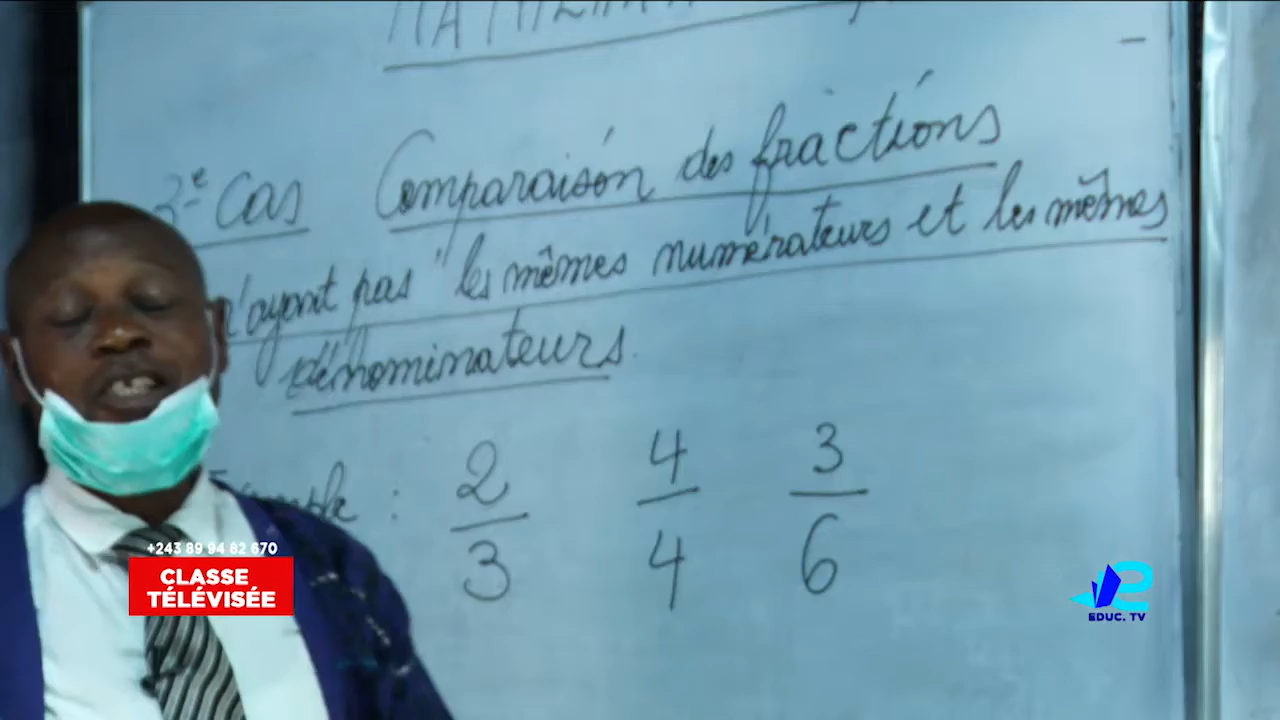 3e Cas Comparaison des fractions
n'ayant pas les mêmes numérateurs et les mêmes
dénominateurs.
Exemple : 2/3 4/4 3/6
+243 89 94 82 670
CLASSE
TÉLÉVISÉE
EDUC. TV